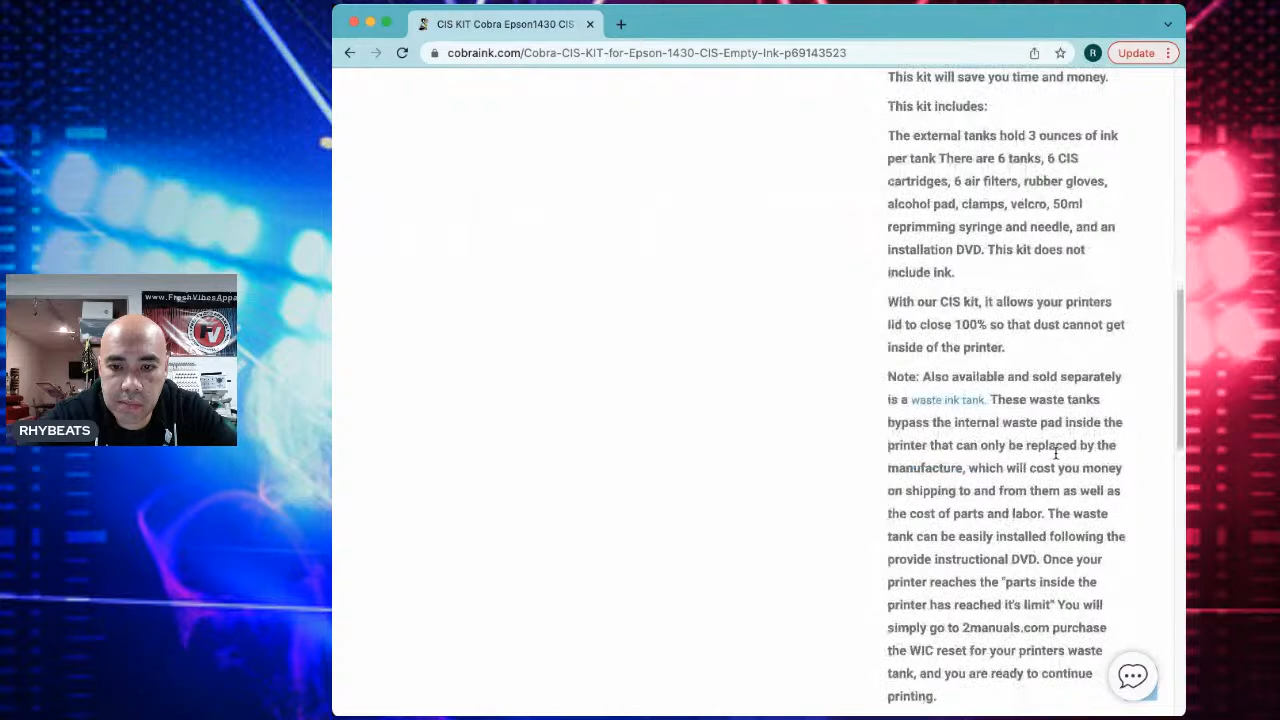 CIS KIT Cobra Epson1430 CIS
cobraink.com/Cobra-CIS-KIT-for-Epson-1430-CIS-Empty-Ink-p69143523
R
Update
This kit will save you time and money.
This kit includes:
The external tanks hold 3 ounces of ink
per tank There are 6 tanks, 6 CIS
cartridges, 6 air filters, rubber gloves,
alcohol pad, clamps, velcro, 50ml
reprimming syringe and needle, and an
installation DVD. This kit does not
include ink.
With our CIS kit, it allows your printers
lid to close 100% so that dust cannot get
inside of the printer.
Note: Also available and sold separately
is a waste ink tank. These waste tanks
bypass the internal waste pad inside the
printer that can only be replaced by the
manufacture, which will cost you money
on shipping to and from them as well as
the cost of parts and labor. The waste
tank can be easily installed following the
provide instructional DVD. Once your
printer reaches the "parts inside the
printer has reached it's limit" You will
simply go to 2manuals.com purchase
the WIC reset for your printers waste
tank, and you are ready to continue
printing.
www.FreshVibesAppa
FV
RHYBEATS